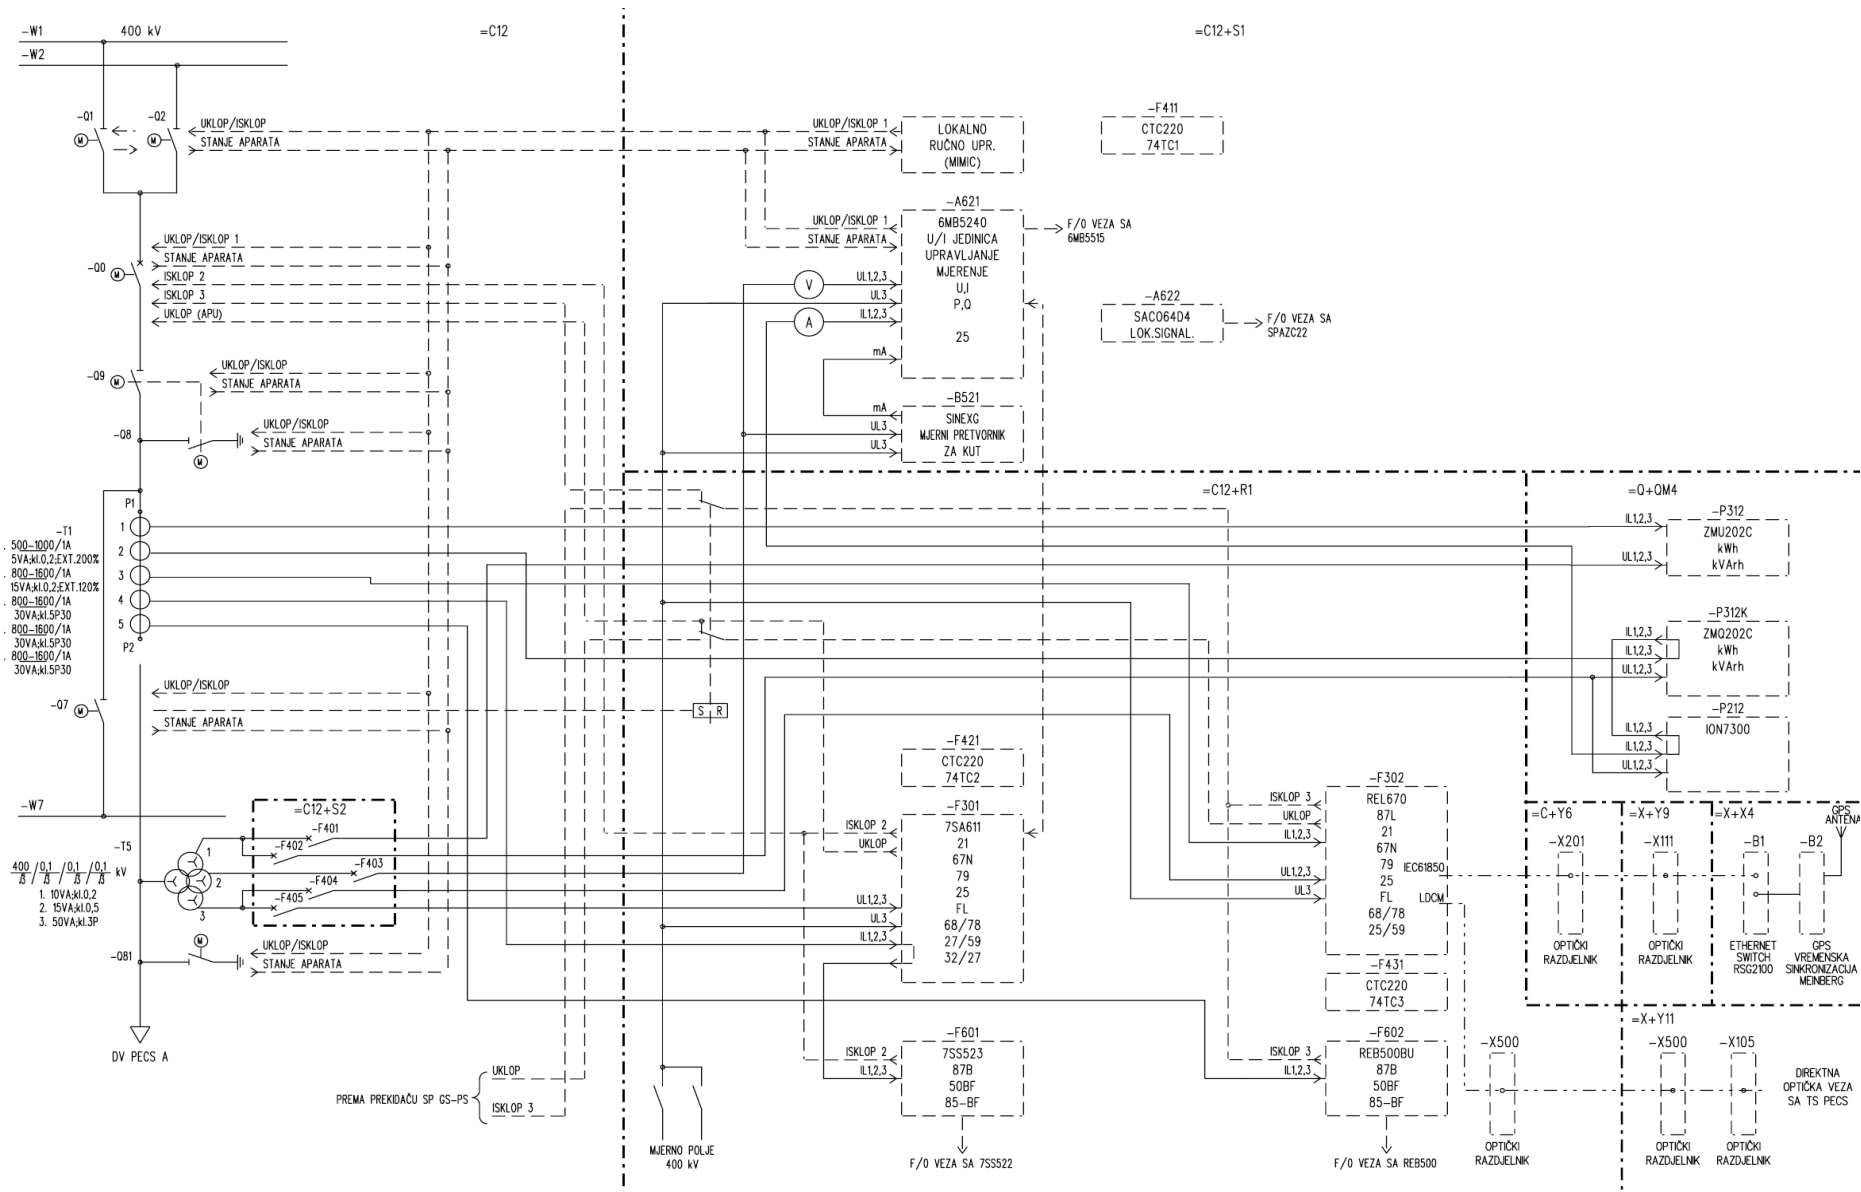 -W1
400 kV
=C12
=C12+S1
-W2
-Q1
-Q2
M
M
UKLOP/ISKLOP
STANJE APARATA
UKLOP/ISKLOP 1
STANJE APARATA
LOKALNO
RUČNO UPR.
(MIMIC)
-F411
CTC220
74TC1
-Q0
M
UKLOP/ISKLOP 1
STANJE APARATA
ISKLOP 2
ISKLOP 3
UKLOP (APU)
-A621
UKLOP/ISKLOP 1
STANJE APARATA
UL1,2,3
UL3
IL1,2,3
mA
V
A
6MB5240
U/I JEDINICA
UPRAVLJANJE
MJERENJE
U,I
P,Q
25
F/O VEZA SA
6MB5515
-A622
SACO64D4
LOK.SIGNAL.
F/O VEZA SA
SPAZC22
-Q9
M
UKLOP/ISKLOP
STANJE APARATA
-Q8
M
UKLOP/ISKLOP
STANJE APARATA
-B521
mA
UL3
UL3
SINEXG
MJERNI PRETVORNIK
ZA KUT
=C12+R1
=Q+QM4
P1
1
2
3
4
5
P2
-T1
500-1000/1A
5VA;kl.0,2;EXT.200%
800-1600/1A
15VA;kl.0,2;EXT.120%
800-1600/1A
30VA;kl.5P30
800-1600/1A
30VA;kl.5P30
800-1600/1A
30VA;kl.5P30
-P312
IL1,2,3
UL1,2,3
ZMU202C
kWh
kVArh
-P312K
IL1,2,3
IL1,2,3
UL1,2,3
ZMQ202C
kWh
kVArh
-P212
IL1,2,3
IL1,2,3
UL1,2,3
ION7300
-Q7
M
UKLOP/ISKLOP
STANJE APARATA
S R
-F421
CTC220
74TC2
-F301
ISKLOP 2
UKLOP
UL1,2,3
UL3
IL1,2,3
7SA611
21
67N
79
25
FL
68/78
27/59
32/27
-F302
ISKLOP 3
UKLOP
IL1,2,3
UL1,2,3
UL3
REL670
87L
21
67N
79
25
FL
68/78
25/59
IEC61850
LDCM
-F431
CTC220
74TC3
-W7
=C12+S2
-F401
-F402
-F403
-F404
-F405
-T5
400/√3 / 0,1/√3 / 0,1/√3 / 0,1/√3 kV
1. 10VA;kl.0,2
2. 15VA;kl.0,5
3. 50VA;kl.3P
1
2
3
-Q81
M
UKLOP/ISKLOP
STANJE APARATA
DV PECS A
PREMA PREKIDAČU SP GS-PS
UKLOP
ISKLOP 3
MJERNO POLJE
400 kV
-F601
ISKLOP 2
IL1,2,3
7SS523
87B
50BF
85-BF
F/O VEZA SA 7SS522
-F602
ISKLOP 3
IL1,2,3
REB500BU
87B
50BF
85-BF
F/O VEZA SA REB500
=C+Y6
-X201
OPTIČKI
RAZDJELNIK
=X+Y9
-X111
OPTIČKI
RAZDJELNIK
=X+X4
-B1
ETHERNET
SWITCH
RSG2100
-B2
GPS
VREMENSKA
SINKRONIZACIJA
MEINBERG
GPS
ANTENA
-X500
OPTIČKI
RAZDJELNIK
=X+Y11
-X500
OPTIČKI
RAZDJELNIK
-X105
OPTIČKI
RAZDJELNIK
DIREKTNA
OPTIČKA VEZA
SA TS PECS